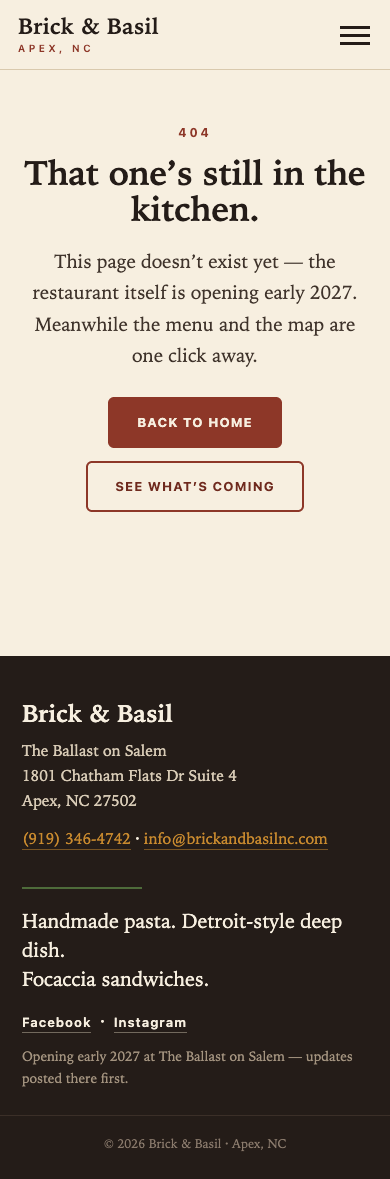 Brick & Basil
APEX, NC
404
That’s one still in the
kitchen.
This page doesn’t exist yet — the
restaurant itself is opening early 2027.
Meanwhile the menu and the map are
one click away.
BACK TO HOME
SEE WHAT’S COMING
Brick & Basil
The Ballast on Salem
1801 Chatham Flats Dr Suite 4
Apex, NC 27502
(919) 346-4742 · info@brickandbasilnc.com
Handmade pasta. Detroit-style deep
dish.
Focaccia sandwiches.
Facebook · Instagram
Opening early 2027 at The Ballast on Salem — updates
posted there first.
© 2026 Brick & Basil · Apex, NC